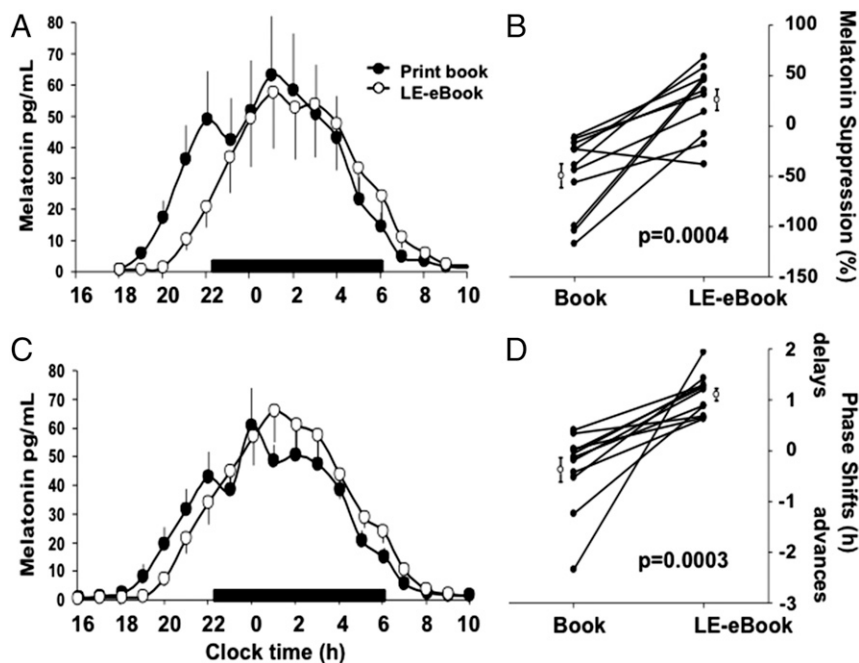 A
Melatonin pg/mL
80
70
60
50
40
30
20
10
0
Print book
LE-eBook
16 18 20 22 0 2 4 6 8 10
B
100
50
0
-50
-100
-150
Melatonin Suppression (%)
p=0.0004
Book LE-eBook
C
Melatonin pg/mL
80
70
60
50
40
30
20
10
0
16 18 20 22 0 2 4 6 8 10
Clock time (h)
D
2
1
0
-1
-2
-3
delays
advances
Phase Shifts (h)
p=0.0003
Book LE-eBook